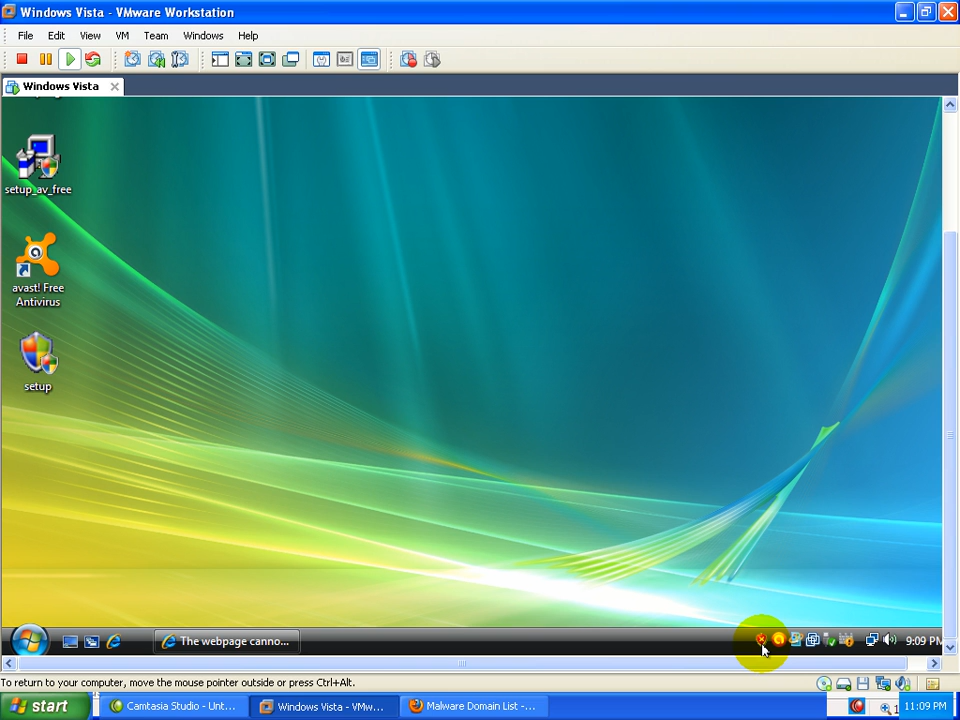 Windows Vista - VMware Workstation
File Edit View VM Team Windows Help
Windows Vista
setup_av_free
avast! Free
Antivirus
setup
The webpage canno...
9:09 PM
To return to your computer, move the mouse pointer outside or press Ctrl+Alt.
start
Camtasia Studio - Unt...
Windows Vista - VMw...
Malware Domain List -...
11:09 PM